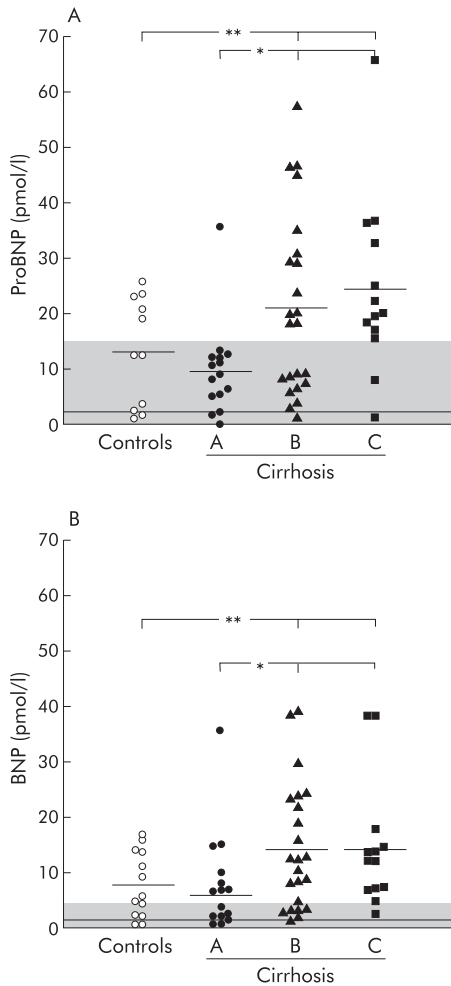 A
**
*
70
60
50
40
30
20
10
0
ProBNP (pmol/l)
Controls A B C
Cirrhosis
B
70
60
50
40
30
20
10
0
**
*
BNP (pmol/l)
Controls A B C
Cirrhosis